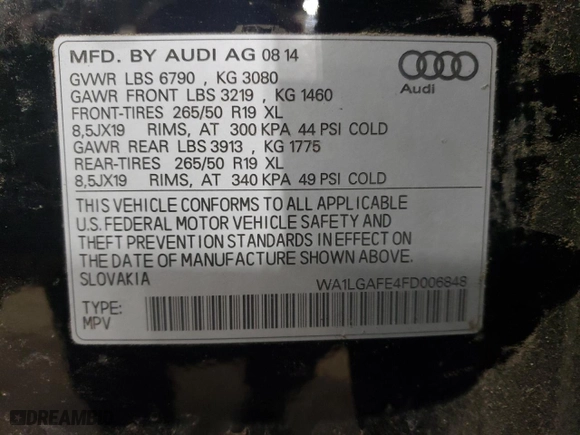 MFD. BY AUDI AG 08 14
GVWR LBS 6790 , KG 3080
GAWR FRONT LBS 3219 , KG 1460
FRONT-TIRES 265/50 R19 XL
8,5JX19 RIMS, AT 300 KPA 44 PSI COLD
GAWR REAR LBS 3913 , KG 1775
REAR-TIRES 265/50 R19 XL
8,5JX19 RIMS, AT 340 KPA 49 PSI COLD
Audi
THIS VEHICLE CONFORMS TO ALL APPLICABLE
U.S. FEDERAL MOTOR VEHICLE SAFETY AND
THEFT PREVENTION STANDARDS IN EFFECT ON
THE DATE OF MANUFACTURE SHOWN ABOVE.
SLOVAKIA
WA1LGAFE4FD006848
TYPE:
MPV